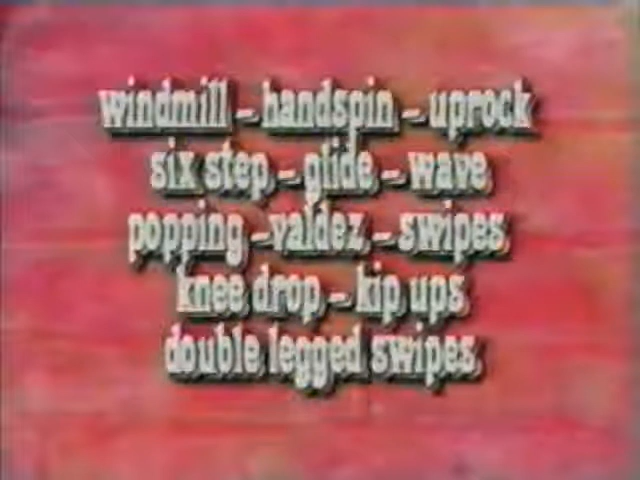 windmill - handspin - uprock
six step - glide - wave
popping - valdez - swipes
knee drop - kip ups
double legged swipes